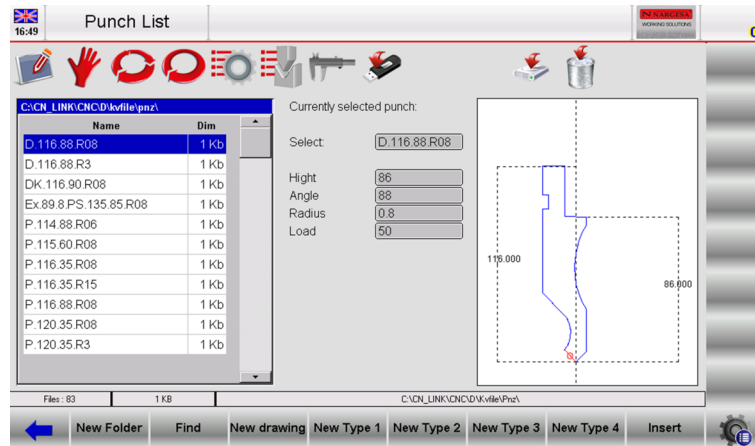 16:49
Punch List
N NARGESA
WORKING SOLUTIONS
C:\CN_LINK\CNC\D\kvfile\pnz\
Name Dim
D.116.88.R08 1 Kb
D.116.88.R3 1 Kb
DK.116.90.R08 1 Kb
Ex.89.8.PS.135.85.R08 1 Kb
P.114.88.R06 1 Kb
P.115.60.R08 1 Kb
P.116.35.R08 1 Kb
P.116.35.R15 1 Kb
P.116.88.R08 1 Kb
P.120.35.R08 1 Kb
P.120.35.R3 1 Kb
Currently selected punch:
Select: D.116.88.R08
Hight 86
Angle 88
Radius 0.8
Load 50
116.000
86.000
Files : 83 1 KB C:\CN_LINK\CNC\D\Kvfile\Pnz\
New Folder Find New drawing New Type 1 New Type 2 New Type 3 New Type 4 Insert